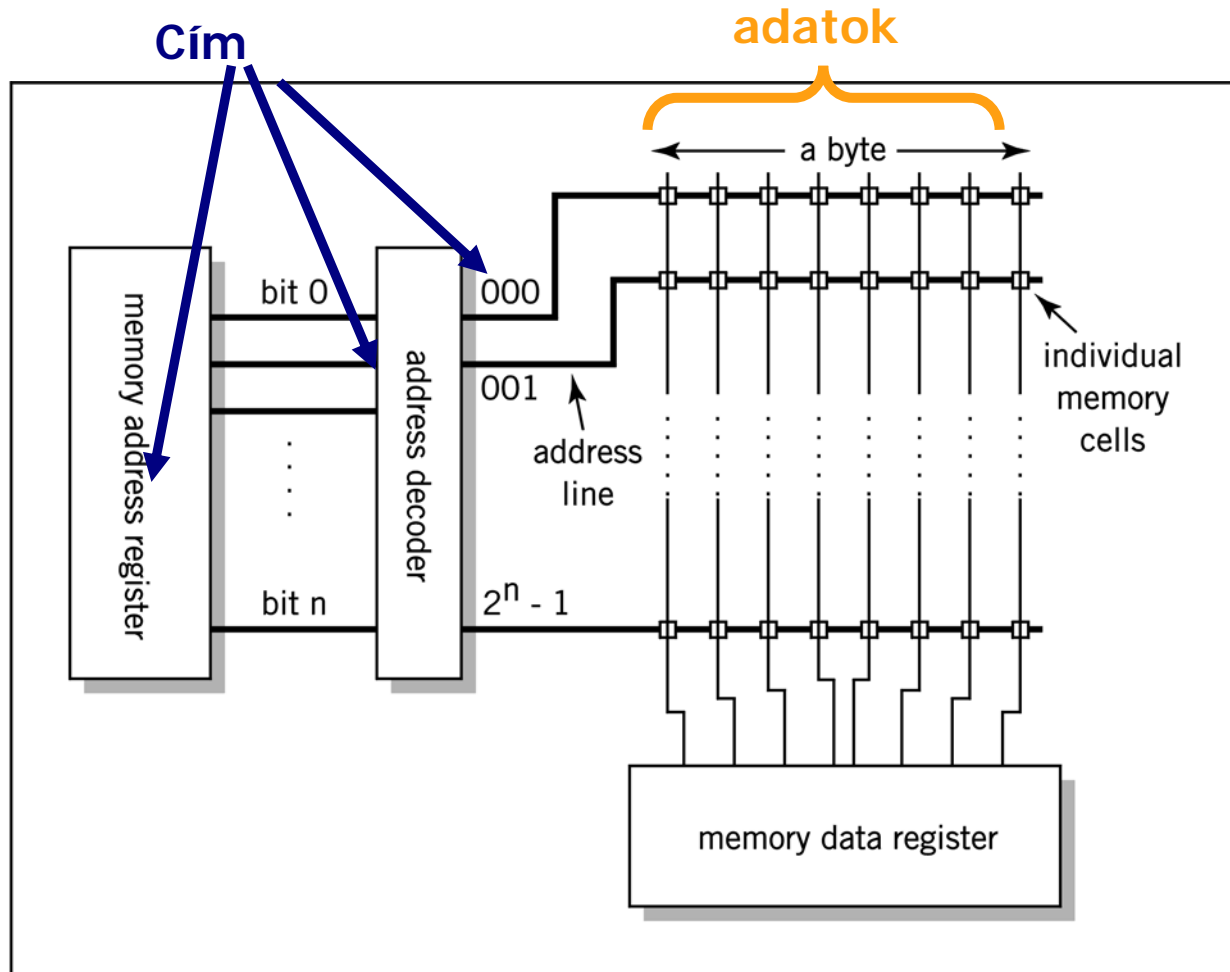 Cím
adatok
a byte
bit 0
000
001
address
line
individual
memory
cells
memory address register
address decoder
bit n
2ⁿ - 1
memory data register